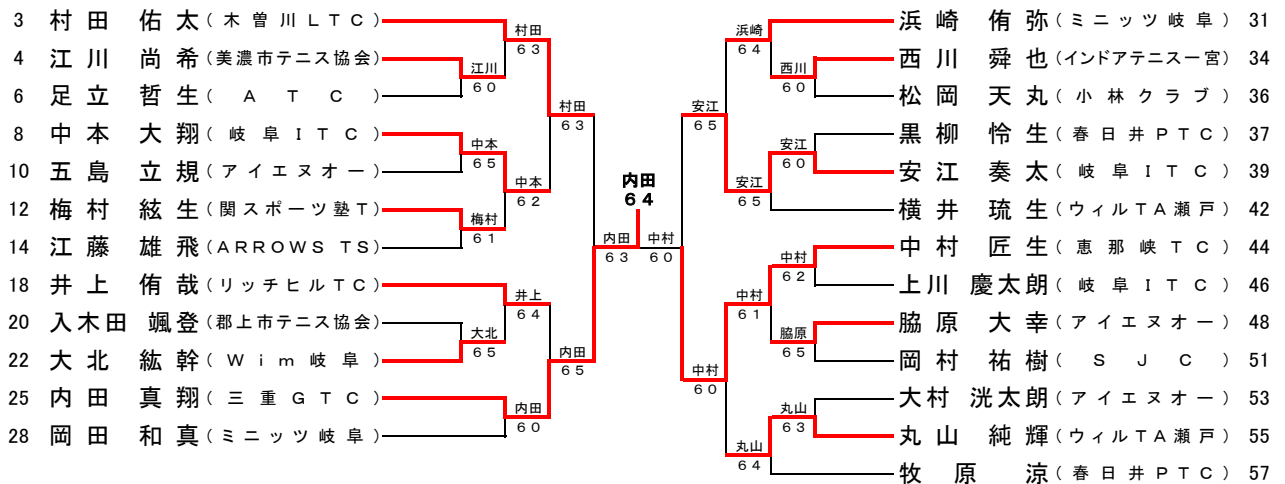 3 村田 佑太 (木曽川LTC)
4 江川 尚希 (美濃市テニス協会)
6 足立 哲生 (ATC)
8 中本 大翔 (岐阜ITC)
10 五島 立規 (アイエヌオー)
12 梅村 絃生 (関スポーツ塾T)
14 江藤 雄飛 (ARROWS TS)
18 井上 侑哉 (リッチヒルTC)
20 入木田 颯登 (郡上市テニス協会)
22 大北 紘幹 (Wim岐阜)
25 内田 真翔 (三重GTC)
28 岡田 和真 (ミニッツ岐阜)
村田
63
江川
60
中本
65
梅村
61
井上
64
大北
65
内田
60
村田
63
中本
62
内田
65
内田
63
内田
64
中村
60
安江
65
中村
60
浜崎
64
安江
65
中村
61
丸山
64
西川
60
安江
60
中村
62
脇原
65
丸山
63
浜崎 侑弥 (ミニッツ岐阜) 31
西川 舜也 (インドアテニス一宮) 34
松岡 天丸 (小林クラブ) 36
黒柳 怜生 (春日井PTC) 37
安江 奏太 (岐阜ITC) 39
横井 琉生 (ウィルTA瀬戸) 42
中村 匠生 (恵那峡TC) 44
上川 慶太朗 (岐阜ITC) 46
脇原 大幸 (アイエヌオー) 48
岡村 祐樹 (SJC) 51
大村 洸太朗 (アイエヌオー) 53
丸山 純輝 (ウィルTA瀬戸) 55
牧原 涼 (春日井PTC) 57